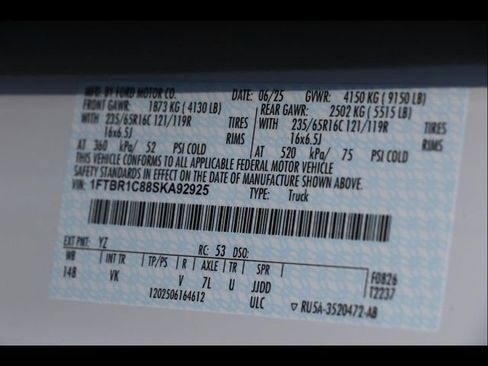 MFD. BY FORD MOTOR CO. DATE: 06/25 GVWR: 4150 KG ( 9150 LB)
FRONT GAWR: 1873 KG ( 4130 LB) REAR GAWR: 2502 KG ( 5515 LB)
WITH 235/65R16C 121/119R TIRES WITH 235/65R16C 121/119R TIRES
16x6.5J RIMS 16x6.5J RIMS
AT 360 kPa/ 52 PSI COLD AT 520 kPa/ 75 PSI COLD
THIS VEHICLE CONFORMS TO ALL APPLICABLE FEDERAL MOTOR VEHICLE
SAFETY STANDARDS IN EFFECT ON THE DATE OF MANUFACTURE SHOWN ABOVE.
VIN: 1FTBR1C88SKA92925 TYPE: Truck
EXT PNT: YZ RC: 53 DSO:
WB INT TR TP/PS R AXLE TR SPR F0826
148 VK V 7L U JJDD T2237
1202506164612 ULC RU5A-3520472-AB